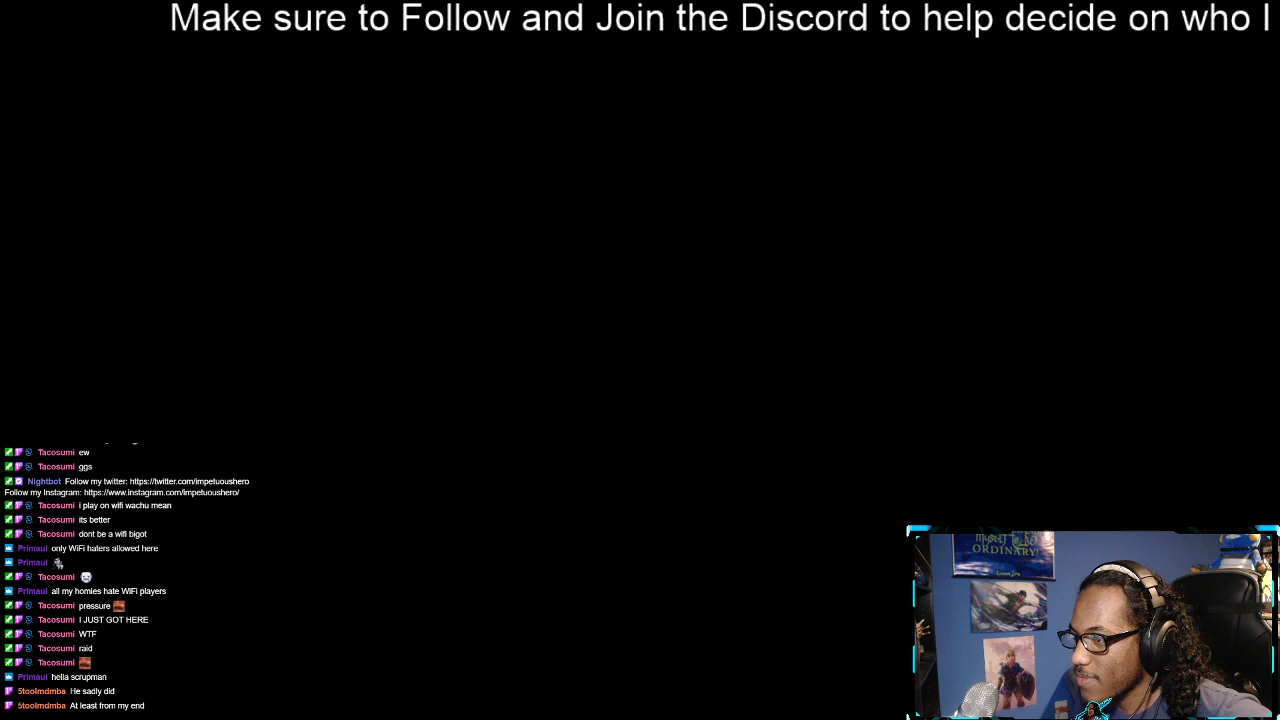 Make sure to Follow and Join the Discord to help decide on who I
Tacosumi ew
Tacosumi ggs
Nightbot Follow my twitter: https://twitter.com/impetuoushero
Follow my Instagram: https://www.instagram.com/impetuoushero/
Tacosumi i play on wifi wachu mean
Tacosumi its better
Tacosumi dont be a wifi bigot
Primaul only WiFi haters allowed here
Primaul
Tacosumi
Primaul all my homies hate WiFi players
Tacosumi pressure
Tacosumi I JUST GOT HERE
Tacosumi WTF
Tacosumi raid
Tacosumi
Primaul hella scrupman
5toolmdmba He sadly did
5toolmdmba At least from my end
myself to be
ORDINARY!